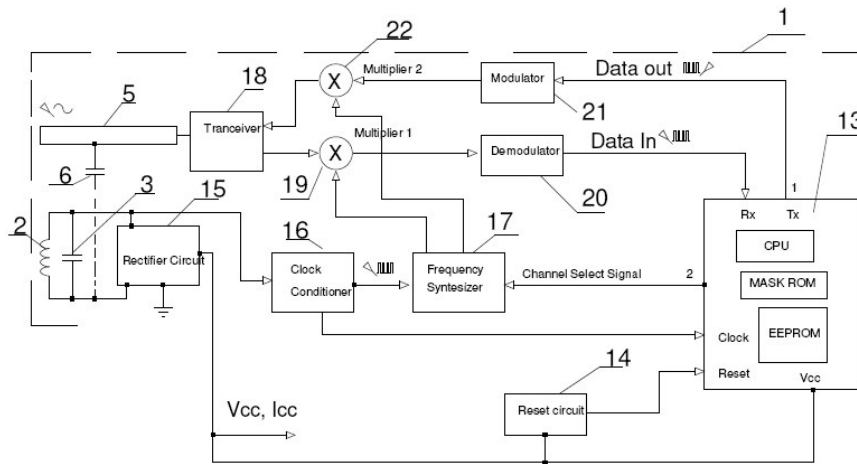 22
1
18
Multiplier 2
Modulator
Data out
5
X
21
13
Tranceiver
Multiplier 1
6
3
15
X
Demodulator
Data In
19
20
1
2
16
17
Rx Tx
CPU
Rectifier Circuit
Clock
Conditioner
Frequency
Syntesizer
Channel Select Signal
2
MASK ROM
EEPROM
Clock
14
Reset
Vcc
Vcc, Icc
Reset circuit